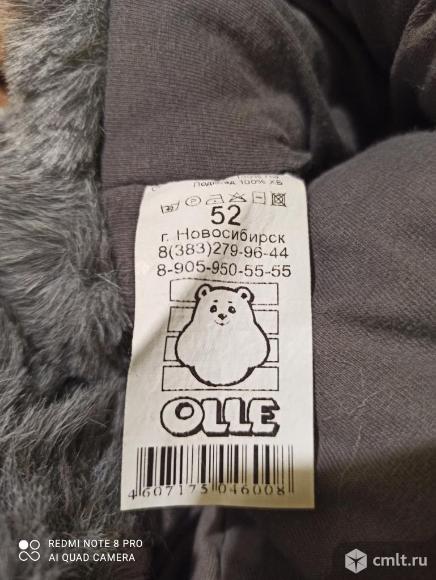 Подклад 100% ХБ
52
г. Новосибирск
8(383)279-96-44
8-905-950-55-55
OLLE
4607175046008
REDMI NOTE 8 PRO
AI QUAD CAMERA
cmlt.ru